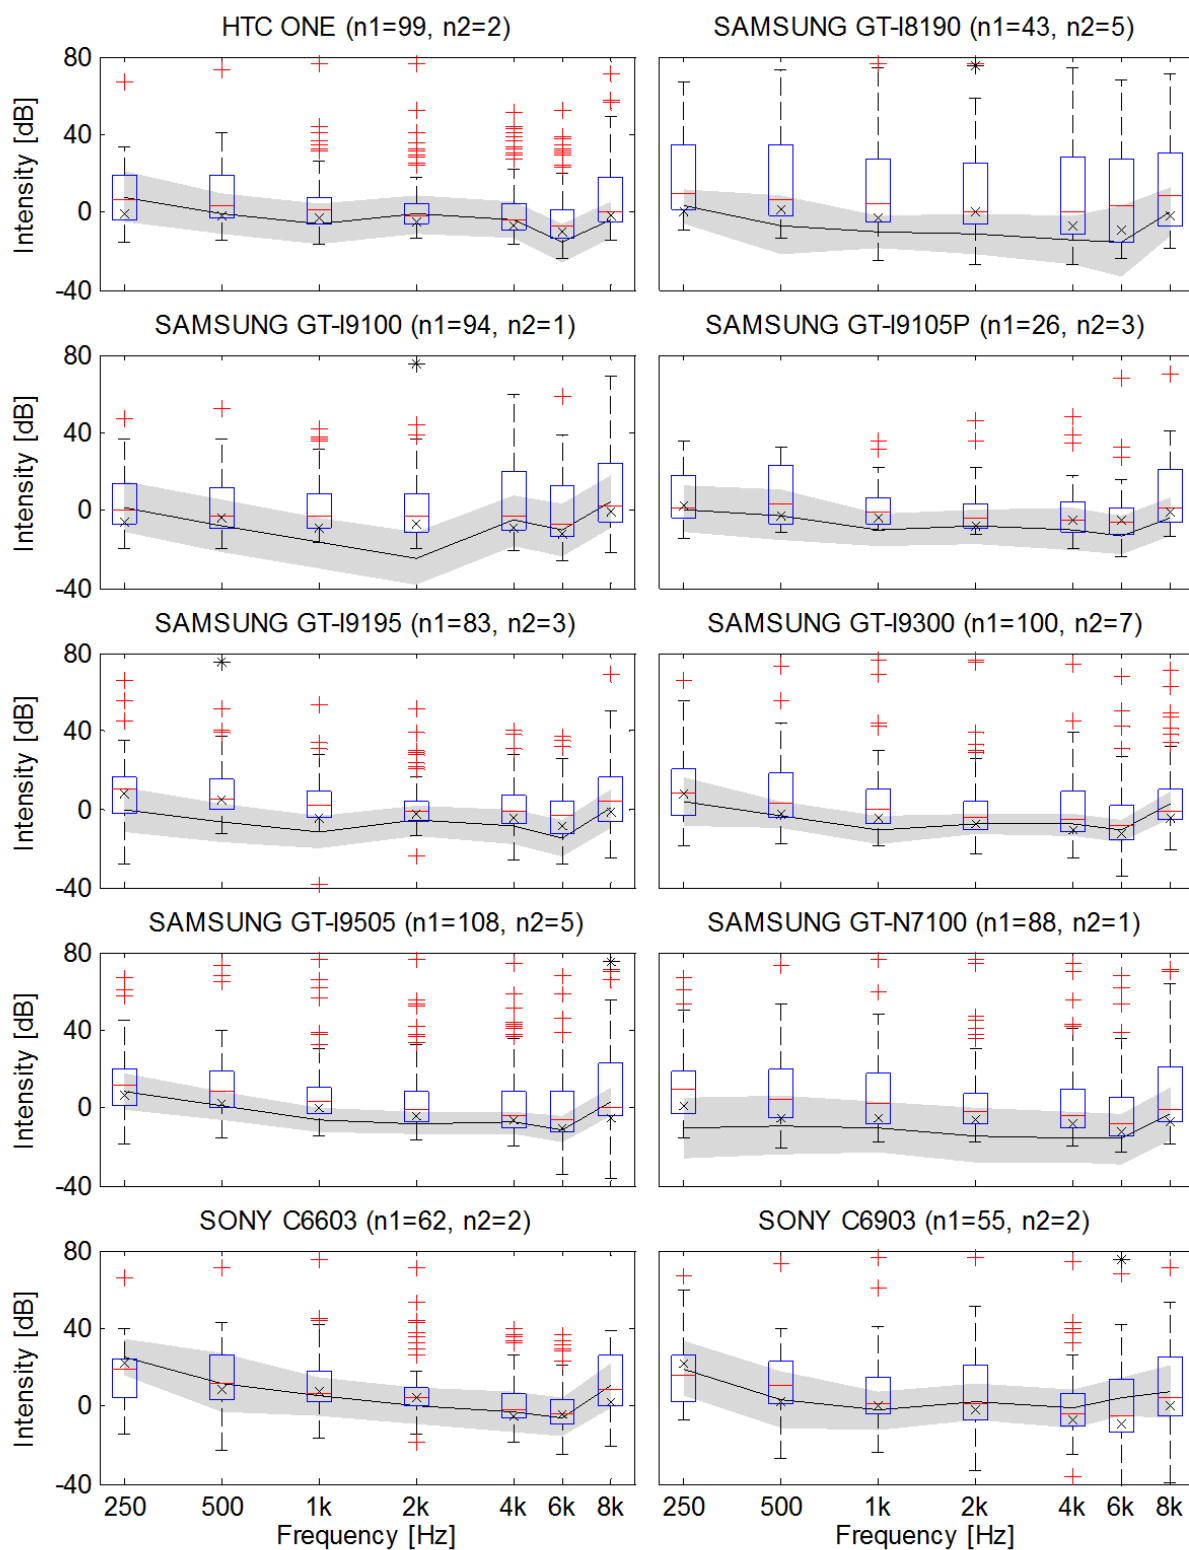 HTC ONE (n1=99, n2=2)
SAMSUNG GT-I8190 (n1=43, n2=5)
80
40
0
-40
Intensity [dB]
SAMSUNG GT-I9100 (n1=94, n2=1)
SAMSUNG GT-I9105P (n1=26, n2=3)
80
40
0
-40
Intensity [dB]
SAMSUNG GT-I9195 (n1=83, n2=3)
SAMSUNG GT-I9300 (n1=100, n2=7)
80
40
0
-40
Intensity [dB]
SAMSUNG GT-I9505 (n1=108, n2=5)
SAMSUNG GT-N7100 (n1=88, n2=1)
80
40
0
-40
Intensity [dB]
SONY C6603 (n1=62, n2=2)
SONY C6903 (n1=55, n2=2)
80
40
0
-40
Intensity [dB]
250 500 1k 2k 4k 6k 8k
250 500 1k 2k 4k 6k 8k
Frequency [Hz]
Frequency [Hz]